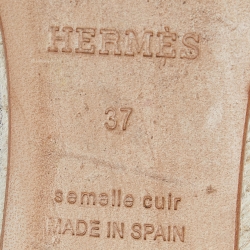 HERMÈS
37
semelle cuir
MADE IN SPAIN